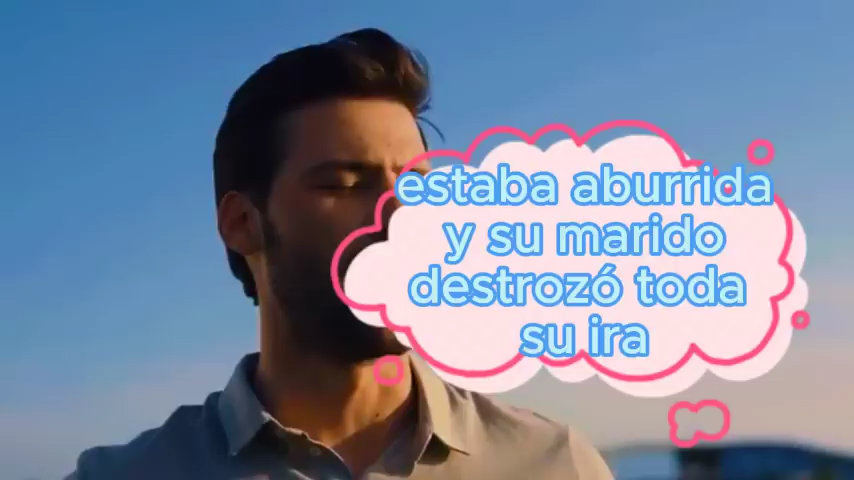 estaba aburrida
y su marido
destrozó toda
su ira